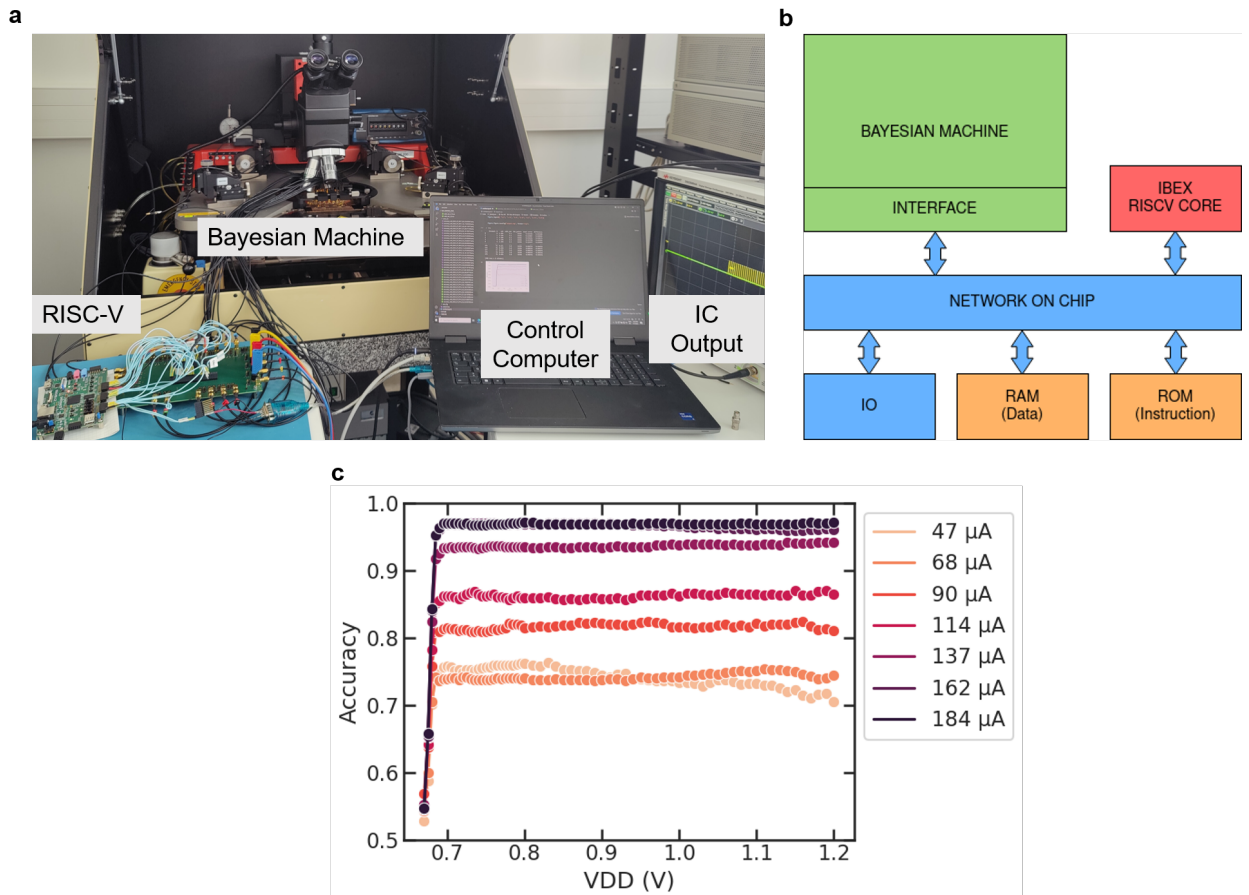 a
Bayesian Machine
RISC-V
Control
Computer
IC
Output
b
BAYESIAN MACHINE
INTERFACE
IBEX
RISCV CORE
NETWORK ON CHIP
IO
RAM
(Data)
ROM
(Instruction)
c
Accuracy
1.0
0.9
0.8
0.7
0.6
0.5
0.7
0.8
0.9
1.0
1.1
1.2
VDD (V)
47 μA
68 μA
90 μA
114 μA
137 μA
162 μA
184 μA